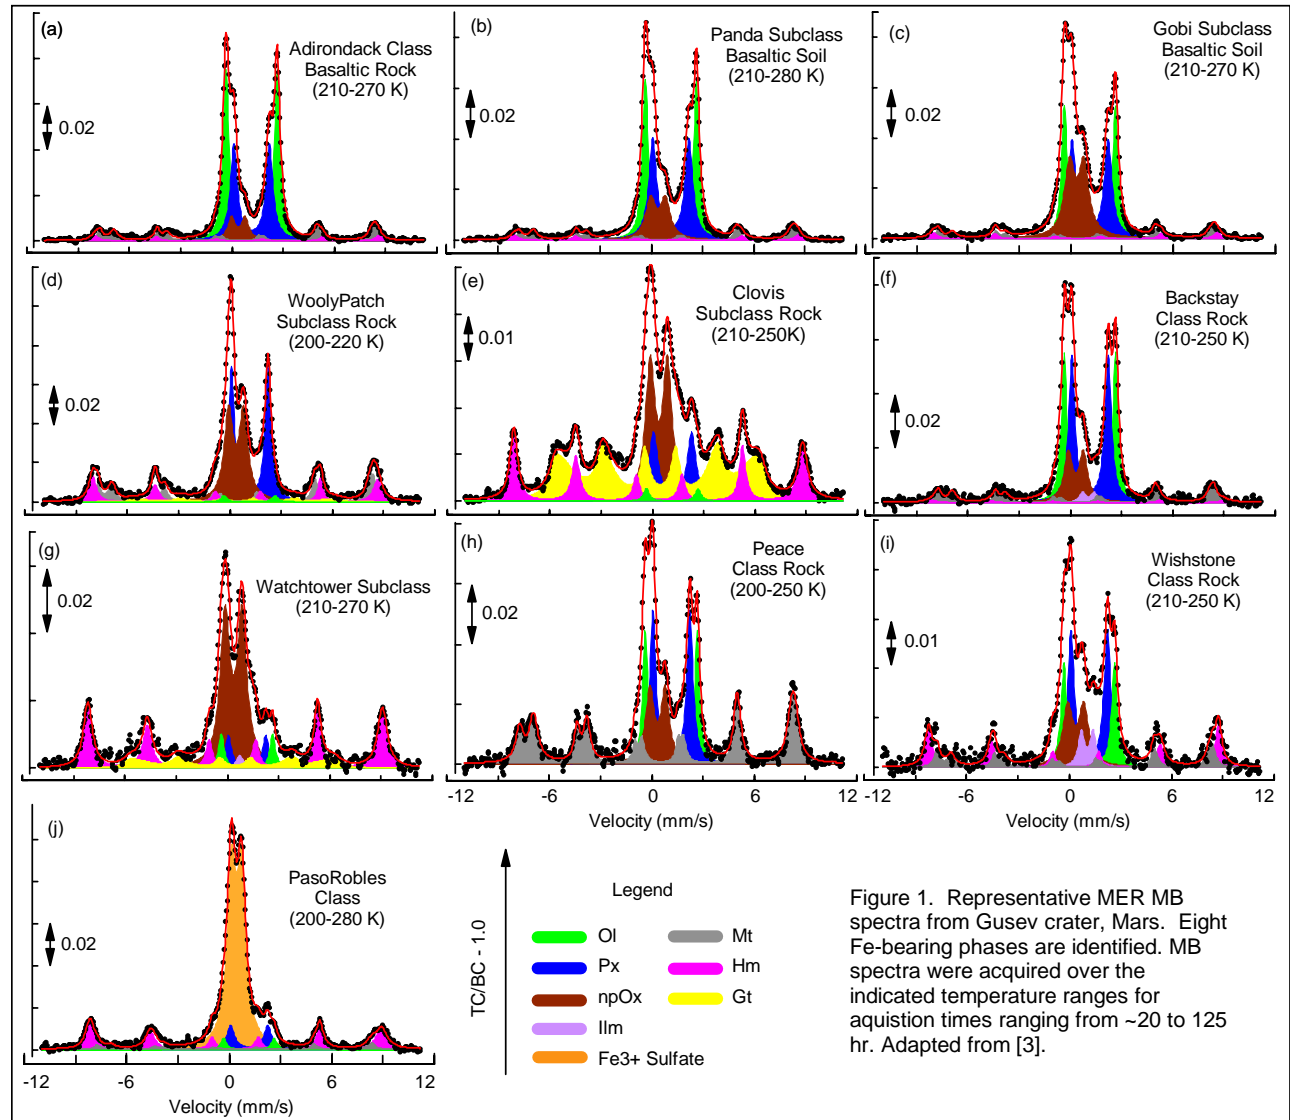 (a)
Adirondack Class
Basaltic Rock
(210-270 K)
0.02
(b)
Panda Subclass
Basaltic Soil
(210-280 K)
0.02
(c)
Gobi Subclass
Basaltic Soil
(210-270 K)
0.02
(d)
WoolyPatch
Subclass Rock
(200-220 K)
0.02
(e)
Clovis
Subclass Rock
(210-250K)
0.01
(f)
Backstay
Class Rock
(210-250 K)
0.02
(g)
Watchtower Subclass
(210-270 K)
0.02
(h)
Peace
Class Rock
(200-250 K)
0.02
-12 -6 0 6 12
Velocity (mm/s)
(i)
Wishstone
Class Rock
(210-250 K)
0.01
-12 -6 0 6 12
Velocity (mm/s)
(j)
PasoRobles
Class
(200-280 K)
0.02
-12 -6 0 6 12
Velocity (mm/s)
TC/BC - 1.0
Legend
Ol
Px
npOx
Ilm
Fe3+ Sulfate
Mt
Hm
Gt
Figure 1. Representative MER MB
spectra from Gusev crater, Mars. Eight
Fe-bearing phases are identified. MB
spectra were acquired over the
indicated temperature ranges for
aquistion times ranging from ~20 to 125
hr. Adapted from [3].